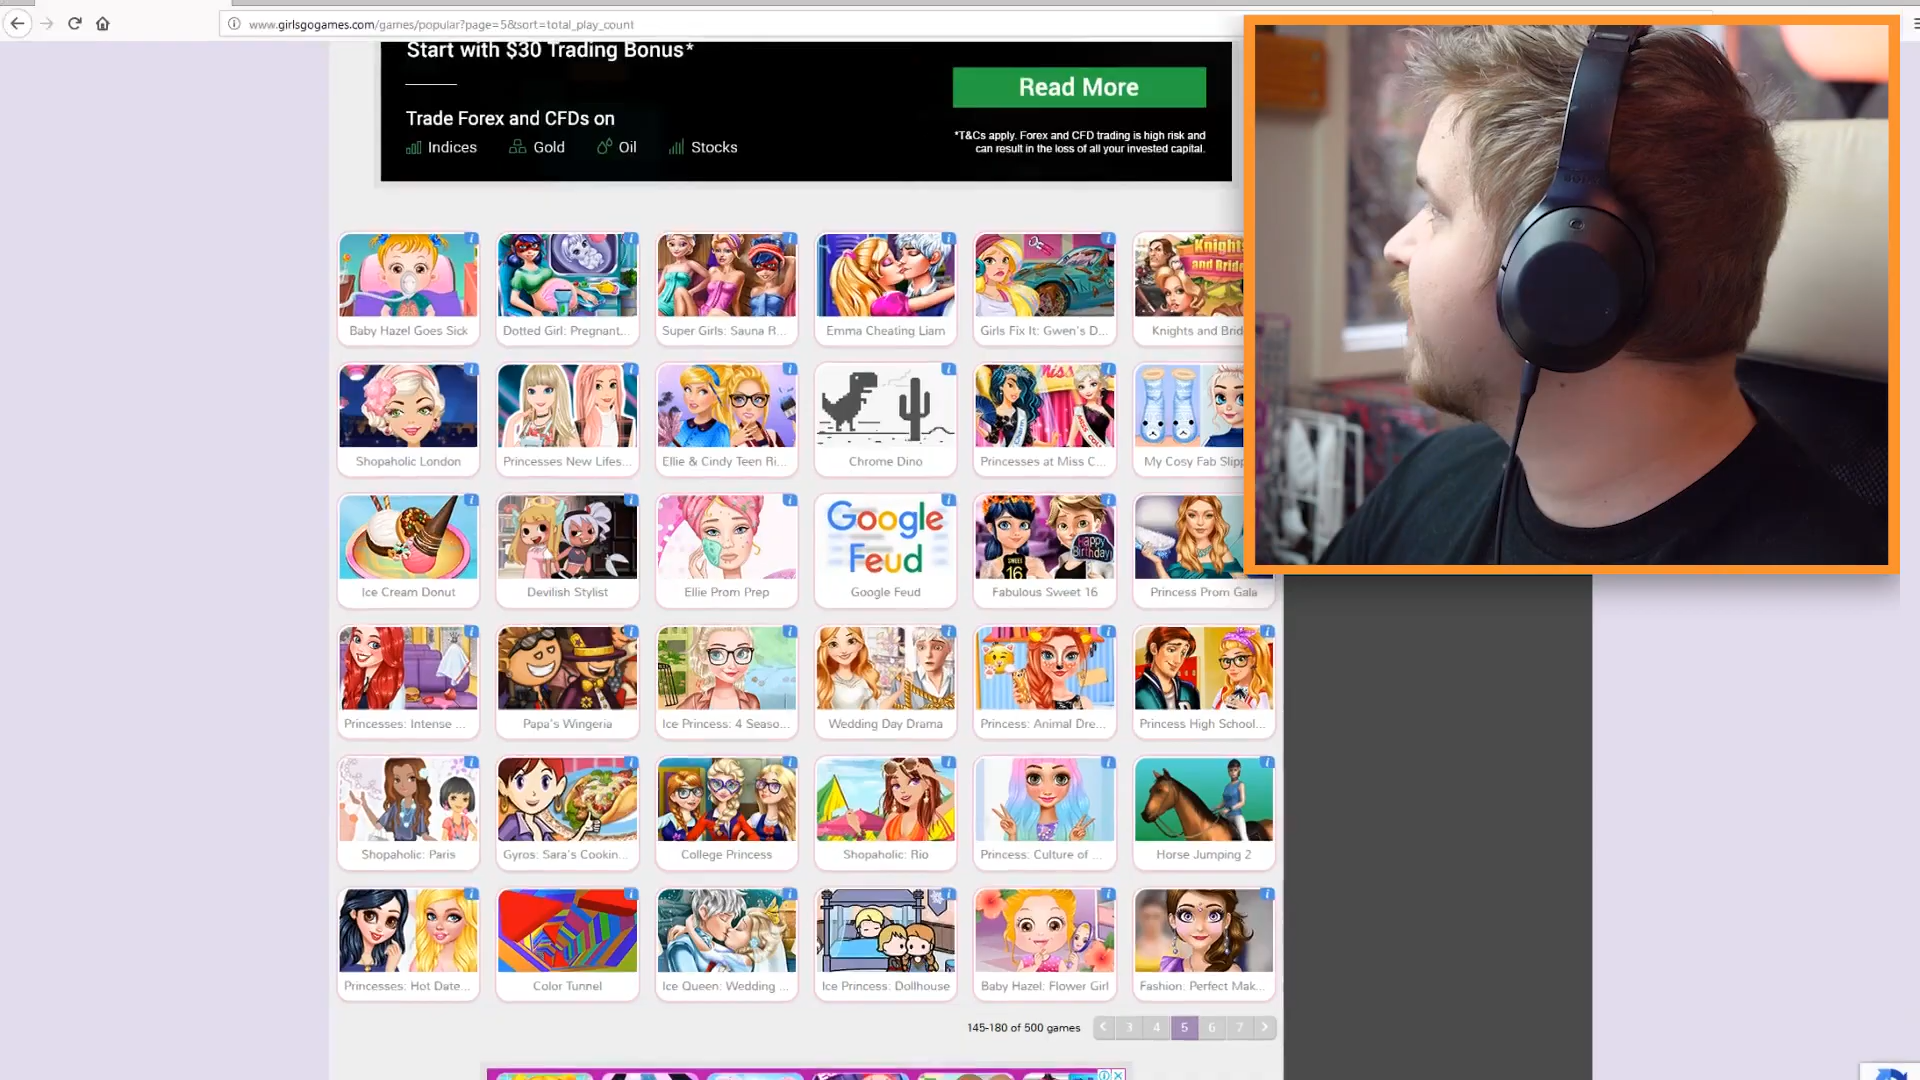 www.girlsgogames.com/games/popular?page=5&sort=total_play_count
Start with $30 Trading Bonus*
Read More
Trade Forex and CFDs on
Indices Gold Oil Stocks
*T&Cs apply. Forex and CFD trading is high risk and
can result in the loss of all your invested capital.
Knights
and Bride
Baby Hazel Goes Sick Dotted Girl: Pregnant... Super Girls: Sauna R... Emma Cheating Liam Girls Fix It: Gwen's D... Knights and Brid
Miss
Shopaholic London Princesses New Lifes... Ellie & Cindy Teen Ri... Chrome Dino Princesses at Miss C... My Cosy Fab Slipp
Google
Feud
Happy
Birthday
SWEET
16
Ice Cream Donut Devilish Stylist Ellie Prom Prep Google Feud Fabulous Sweet 16 Princess Prom Gala
Princesses: Intense ... Papa's Wingeria Ice Princess: 4 Seaso... Wedding Day Drama Princess: Animal Dre... Princess High School...
Shopaholic: Paris Gyros: Sara's Cookin... College Princess Shopaholic: Rio Princess: Culture of ... Horse Jumping 2
Princesses: Hot Date... Color Tunnel Ice Queen: Wedding ... Ice Princess: Dollhouse Baby Hazel: Flower Girl Fashion: Perfect Mak...
145-180 of 500 games < 3 4 5 6 7 >